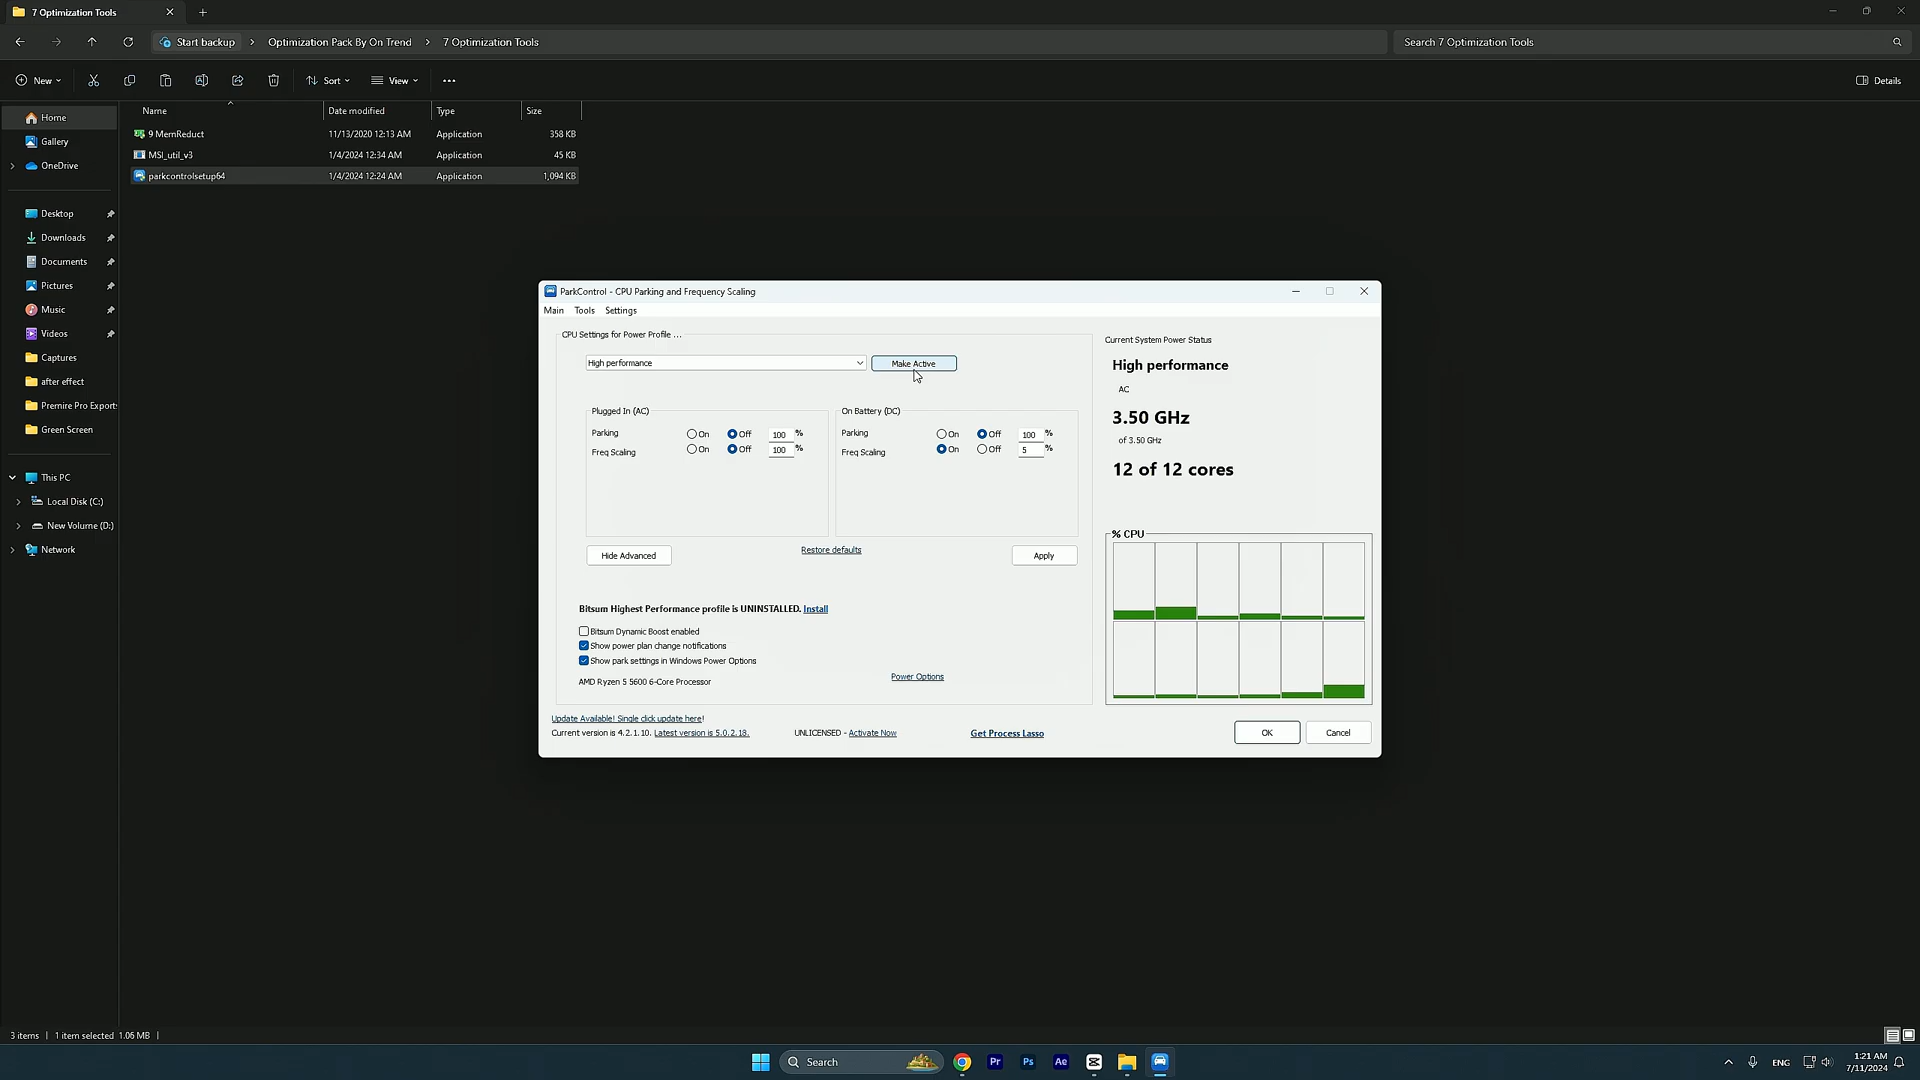 7 Optimization Tools
Start backup > Optimization Pack By On Trend > 7 Optimization Tools
Search 7 Optimization Tools
New
Sort
View
Details
Name Date modified Type Size
9 MemReduct 11/13/2020 12:13 AM Application 358 KB
MSI_util_v3 1/4/2024 12:34 AM Application 45 KB
parkcontrolsetup64 1/4/2024 12:24 AM Application 1,094 KB
Home
Gallery
OneDrive
Desktop
Downloads
Documents
Pictures
Music
Videos
Captures
after effect
Premire Pro Exports
Green Screen
This PC
Local Disk (C:)
New Volume (D:)
Network
ParkControl - CPU Parking and Frequency Scaling
Main Tools Settings
CPU Settings for Power Profile ...
High performance
Make Active
Plugged In (AC)
Parking On Off 100 %
Freq Scaling On Off 100 %
On Battery (DC)
Parking On Off 100 %
Freq Scaling On Off 5 %
Hide Advanced
Restore defaults
Apply
Bitsum Highest Performance profile is UNINSTALLED. Install
Bitsum Dynamic Boost enabled
Show power plan change notifications
Show park settings in Windows Power Options
Power Options
AMD Ryzen 5 5600 6-Core Processor
Update Available! Single click update here!
Current version is 4.2.1.10. Latest version is 5.0.2.18.
UNLICENSED - Activate Now
Get Process Lasso
Current System Power Status
High performance
AC
3.50 GHz
of 3.50 GHz
12 of 12 cores
% CPU
OK
Cancel
3 items | 1 item selected 1.06 MB |
Search
Pr
Ps
Ae
ENG
1:21 AM
7/11/2024